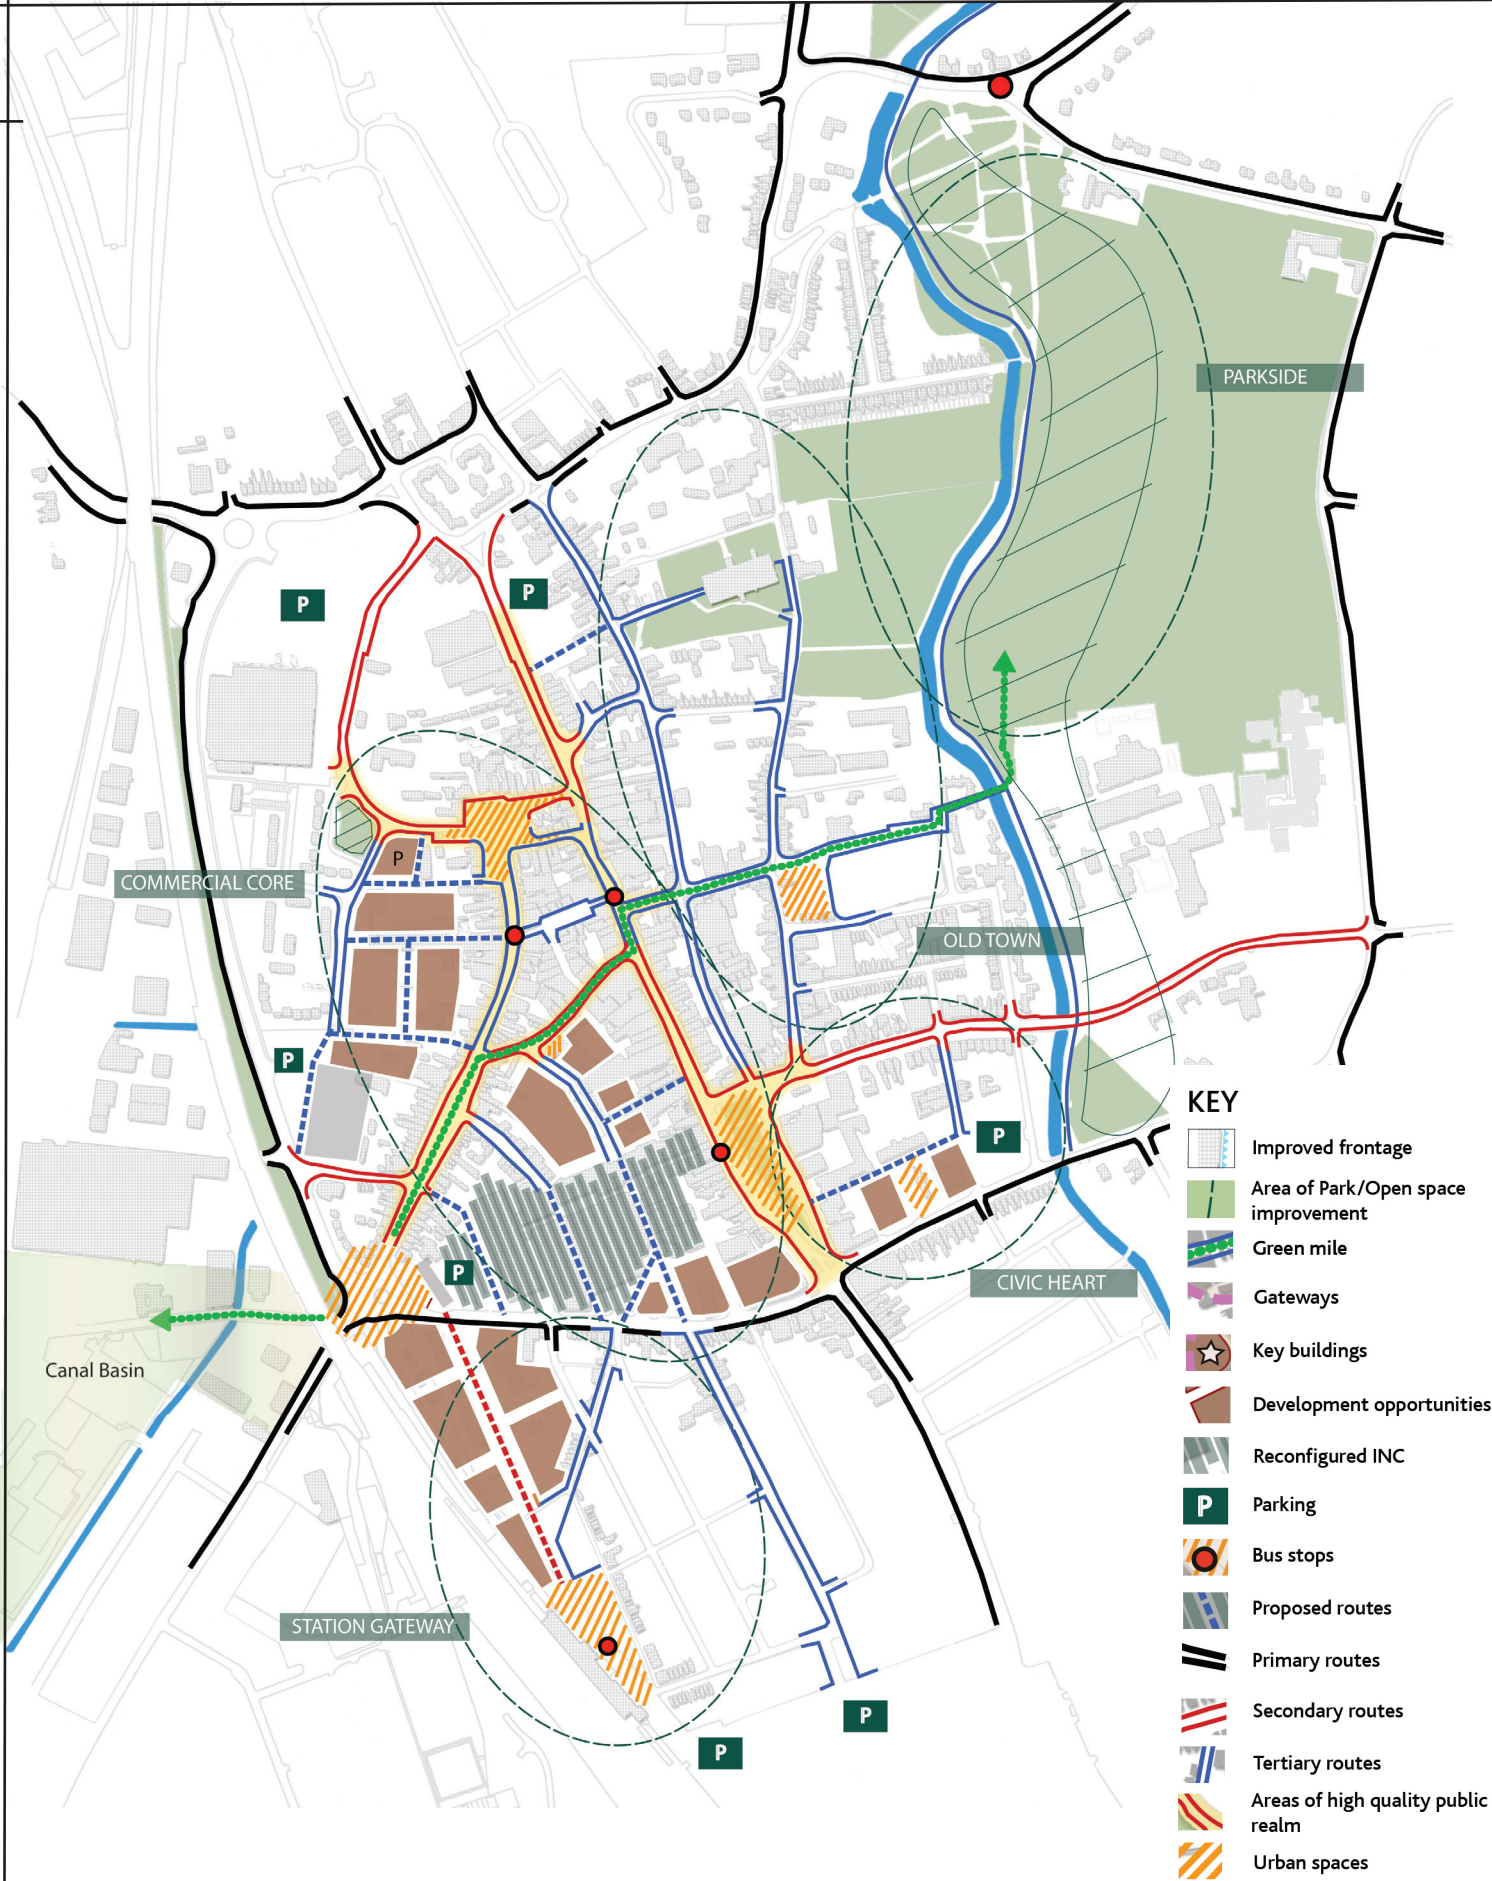 PARKSIDE
P
P
P
COMMERCIAL CORE
OLD TOWN
P
P
P
CIVIC HEART
Canal Basin
STATION GATEWAY
P
P
KEY
Improved frontage
Area of Park/Open space
improvement
Green mile
Gateways
Key buildings
Development opportunities
Reconfigured INC
P
Parking
Bus stops
Proposed routes
Primary routes
Secondary routes
Tertiary routes
Areas of high quality public
realm
Urban spaces